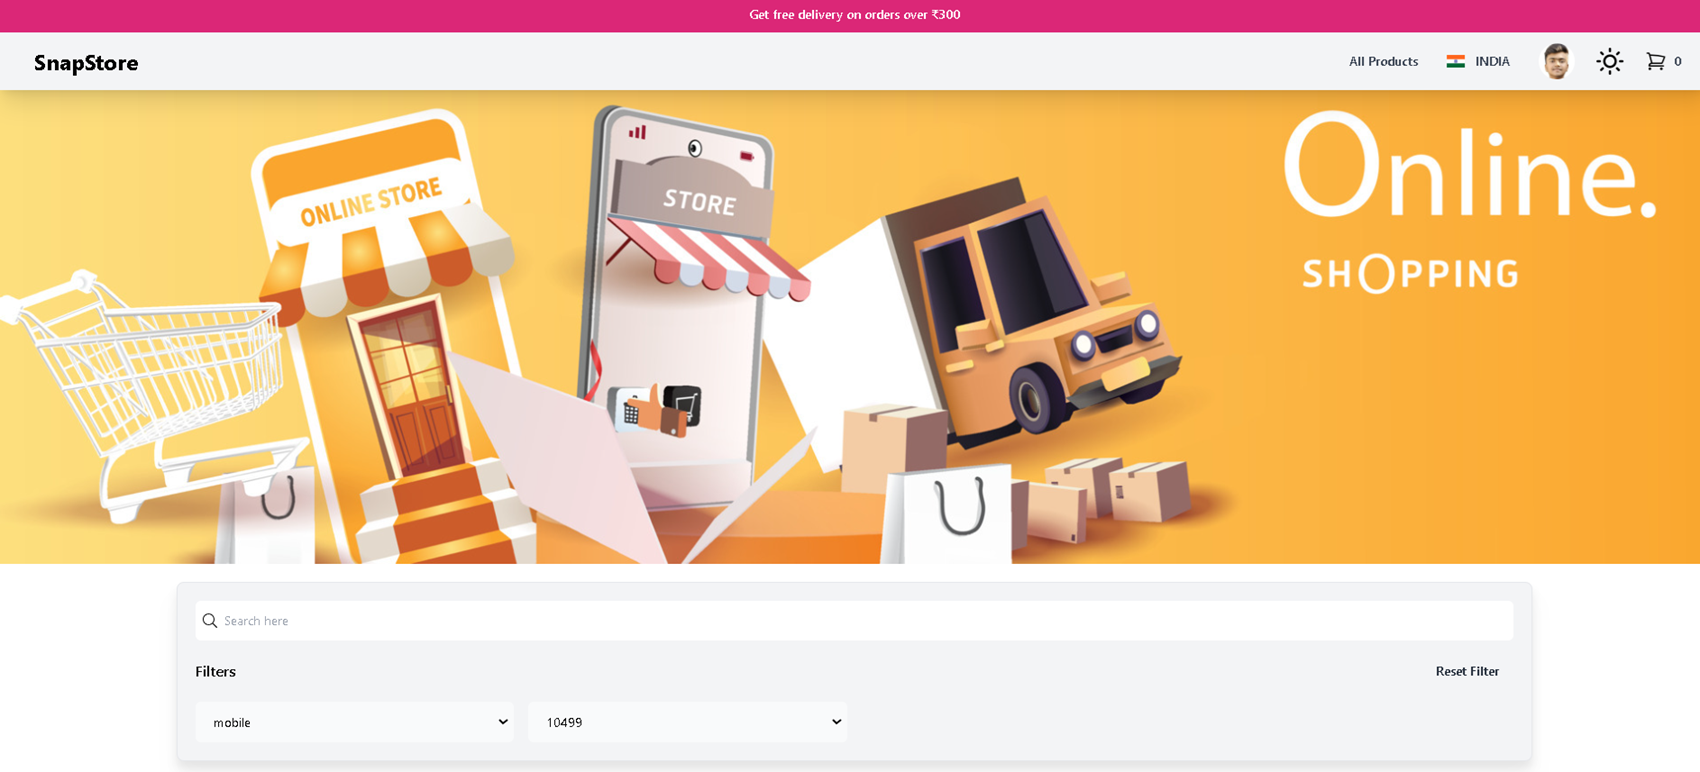 Get free delivery on orders over ₹300
SnapStore
All Products
INDIA
0
ONLINE STORE
STORE
Online.
SHOPPING
Search here
Filters
Reset Filter
mobile
10499